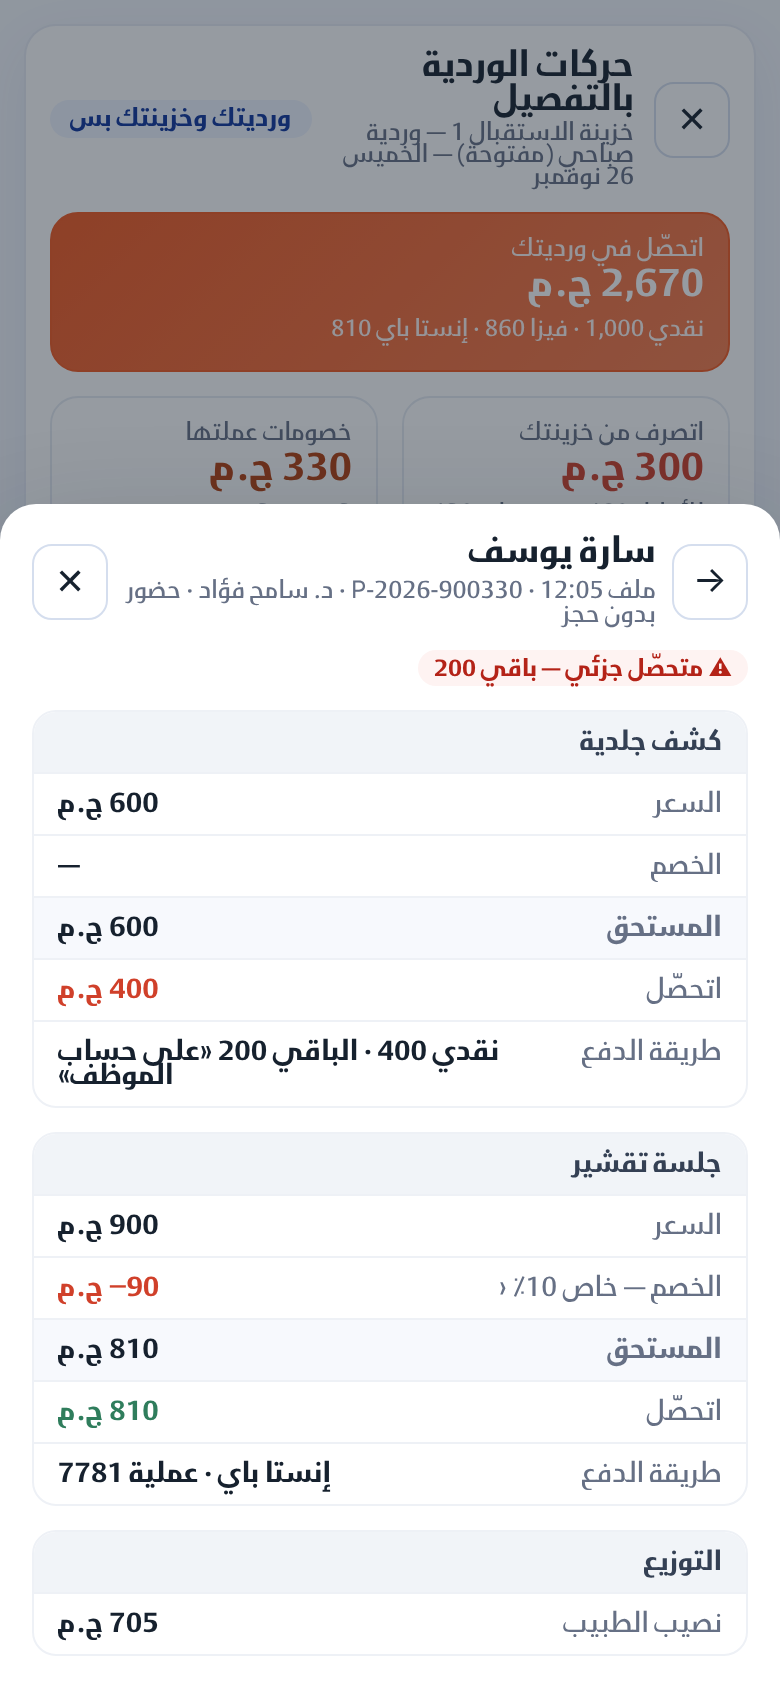 حركات الوردية
بالتفصيل
خزينة الاستقبال 1 — وردية
صباحي (مفتوحة) — الخميس
26 نوفمبر
ورديتك وخزينتك بس
اتحصّل في ورديتك
2,670 ج.م
نقدي 1,000 · فيزا 860 · إنستا باي 810
اتصرف من خزينتك
300 ج.م
خصومات عملتها
330 ج.م
سارة يوسف
ملف P-2026-900330 · 12:05 · د. سامح فؤاد · حضور
بدون حجز
⚠ متحصّل جزئي — باقي 200
كشف جلدية
السعر 600 ج.م
الخصم —
المستحق 600 ج.م
اتحصّل 400 ج.م
طريقة الدفع نقدي 400 · الباقي 200 «على حساب
الموظف»
جلسة تقشير
السعر 900 ج.م
الخصم — خاص 10٪ ‹ −90 ج.م
المستحق 810 ج.م
اتحصّل 810 ج.م
طريقة الدفع إنستا باي · عملية 7781
التوزيع
نصيب الطبيب 705 ج.م